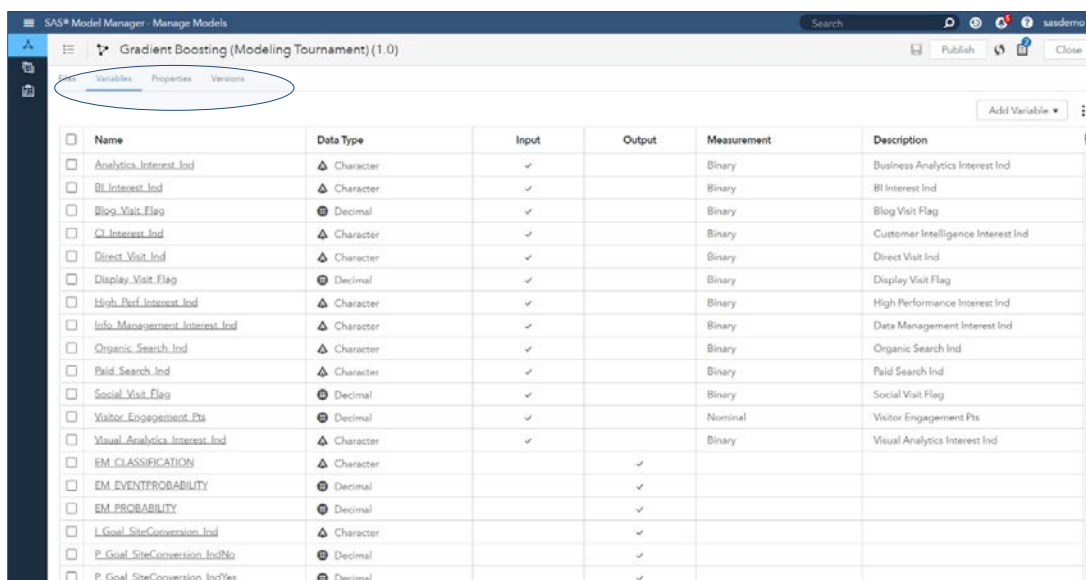 SAS® Model Manager - Manage Models Search 5 ? sasdemo
Gradient Boosting (Modeling Tournament) (1.0) Publish 2 Close
Files Variables Properties Versions
Add Variable
Name Data Type Input Output Measurement Description
Analytics_Interest_Ind Character Binary Business Analytics Interest Ind
BI_Interest_Ind Character Binary BI Interest Ind
Blog_Visit_Flag Decimal Binary Blog Visit Flag
CI_Interest_Ind Character Binary Customer Intelligence Interest Ind
Direct_Visit_Ind Character Binary Direct Visit Ind
Display_Visit_Flag Decimal Binary Display Visit Flag
High_Perf_Interest_Ind Character Binary High Performance Interest Ind
Info_Management_Interest_Ind Character Binary Data Management Interest Ind
Organic_Search_Ind Character Binary Organic Search Ind
Paid_Search_Ind Character Binary Paid Search Ind
Social_Visit_Flag Decimal Binary Social Visit Flag
Visitor_Engagement_Pts Decimal Nominal Visitor Engagement Pts
Visual_Analytics_Interest_Ind Character Binary Visual Analytics Interest Ind
EM_CLASSIFICATION Character
EM_EVENTPROBABILITY Decimal
EM_PROBABILITY Decimal
I_Goal_SiteConversion_Ind Character
P_Goal_SiteConversion_IndNo Decimal
P_Goal_SiteConversion_IndYes Decimal